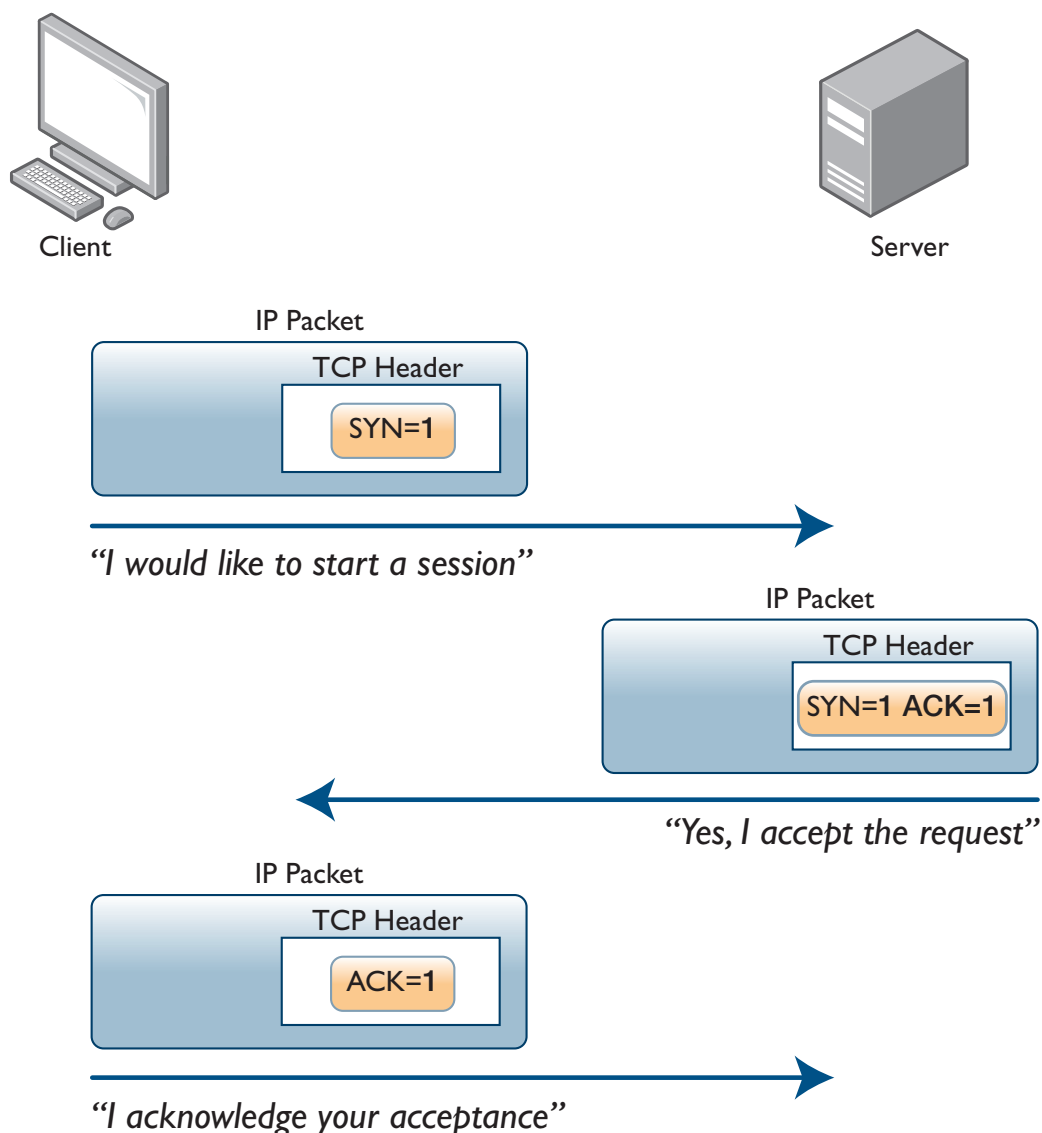 Client
Server
IP Packet
TCP Header
SYN=1
“I would like to start a session”
IP Packet
TCP Header
SYN=1 ACK=1
“Yes, I accept the request”
IP Packet
TCP Header
ACK=1
“I acknowledge your acceptance”